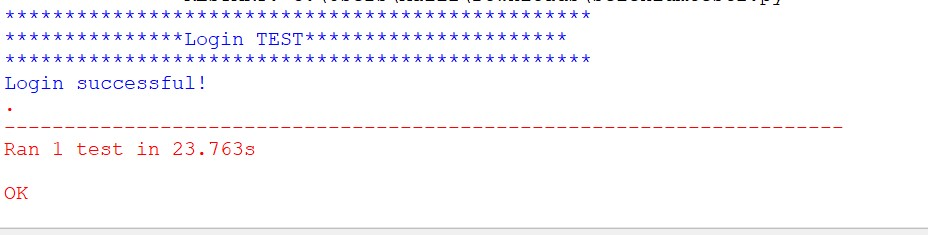 *************************************************
***************Login TEST**********************
*************************************************
Login successful!
.
----------------------------------------------------------------------
Ran 1 test in 23.763s
OK